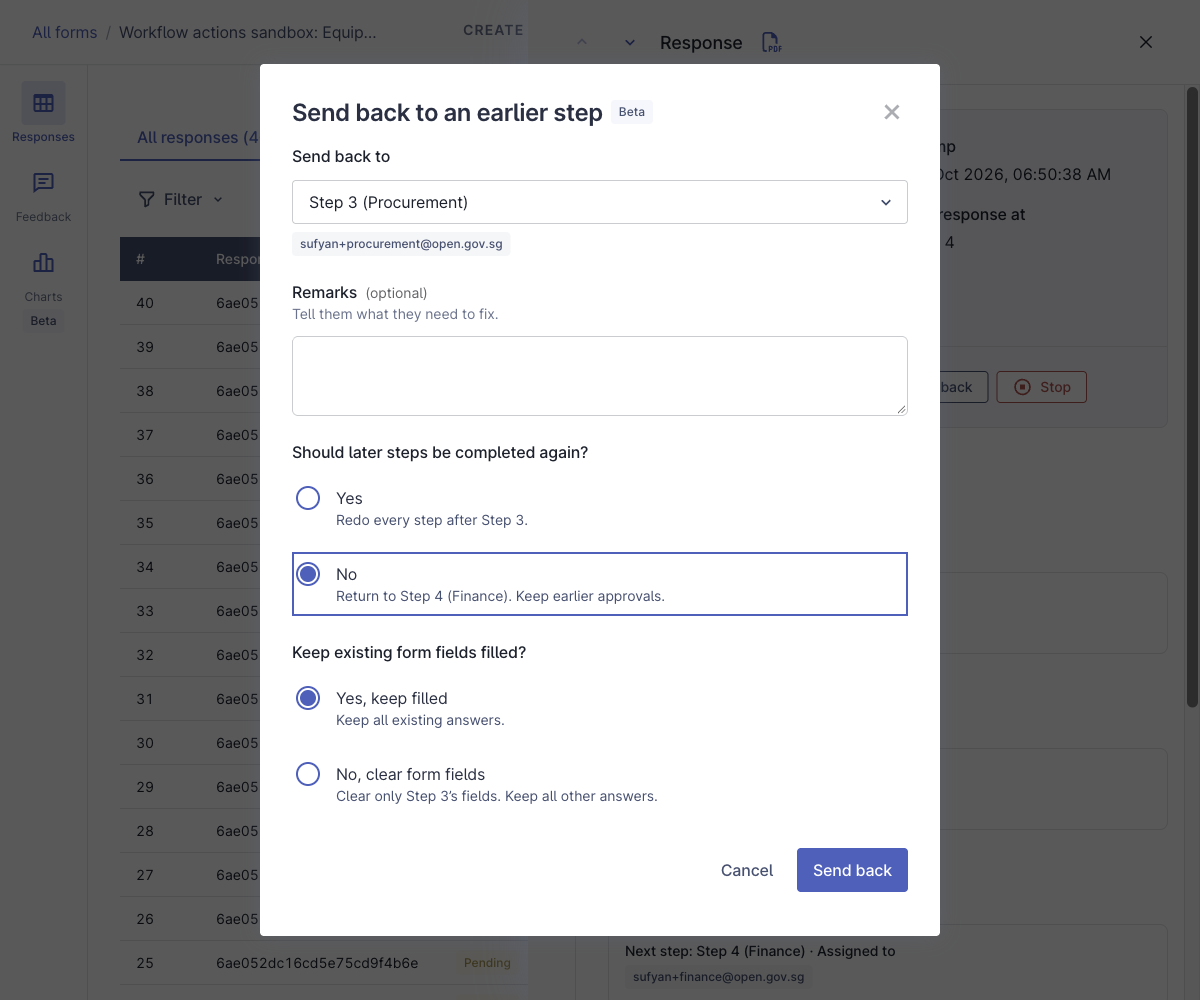 All forms / Workflow actions sandbox: Equip...
CREATE
Response
PDF
Responses
Feedback
Charts
Beta
All responses (4
Filter
# Respon
40 6ae05
39 6ae05
38 6ae05
37 6ae05
36 6ae05
35 6ae05
34 6ae05
33 6ae05
32 6ae05
31 6ae05
30 6ae05
29 6ae05
28 6ae05
27 6ae05
26 6ae05
25 6ae052dc16cd5e75cd9f4b6e Pending
Send back to an earlier step Beta
Send back to
Step 3 (Procurement)
sufyan+procurement@open.gov.sg
Remarks (optional)
Tell them what they need to fix.
Should later steps be completed again?
Yes
Redo every step after Step 3.
No
Return to Step 4 (Finance). Keep earlier approvals.
Keep existing form fields filled?
Yes, keep filled
Keep all existing answers.
No, clear form fields
Clear only Step 3’s fields. Keep all other answers.
Cancel
Send back
mp
Oct 2026, 06:50:38 AM
response at
4
back
Stop
Next step: Step 4 (Finance) · Assigned to
sufyan+finance@open.gov.sg